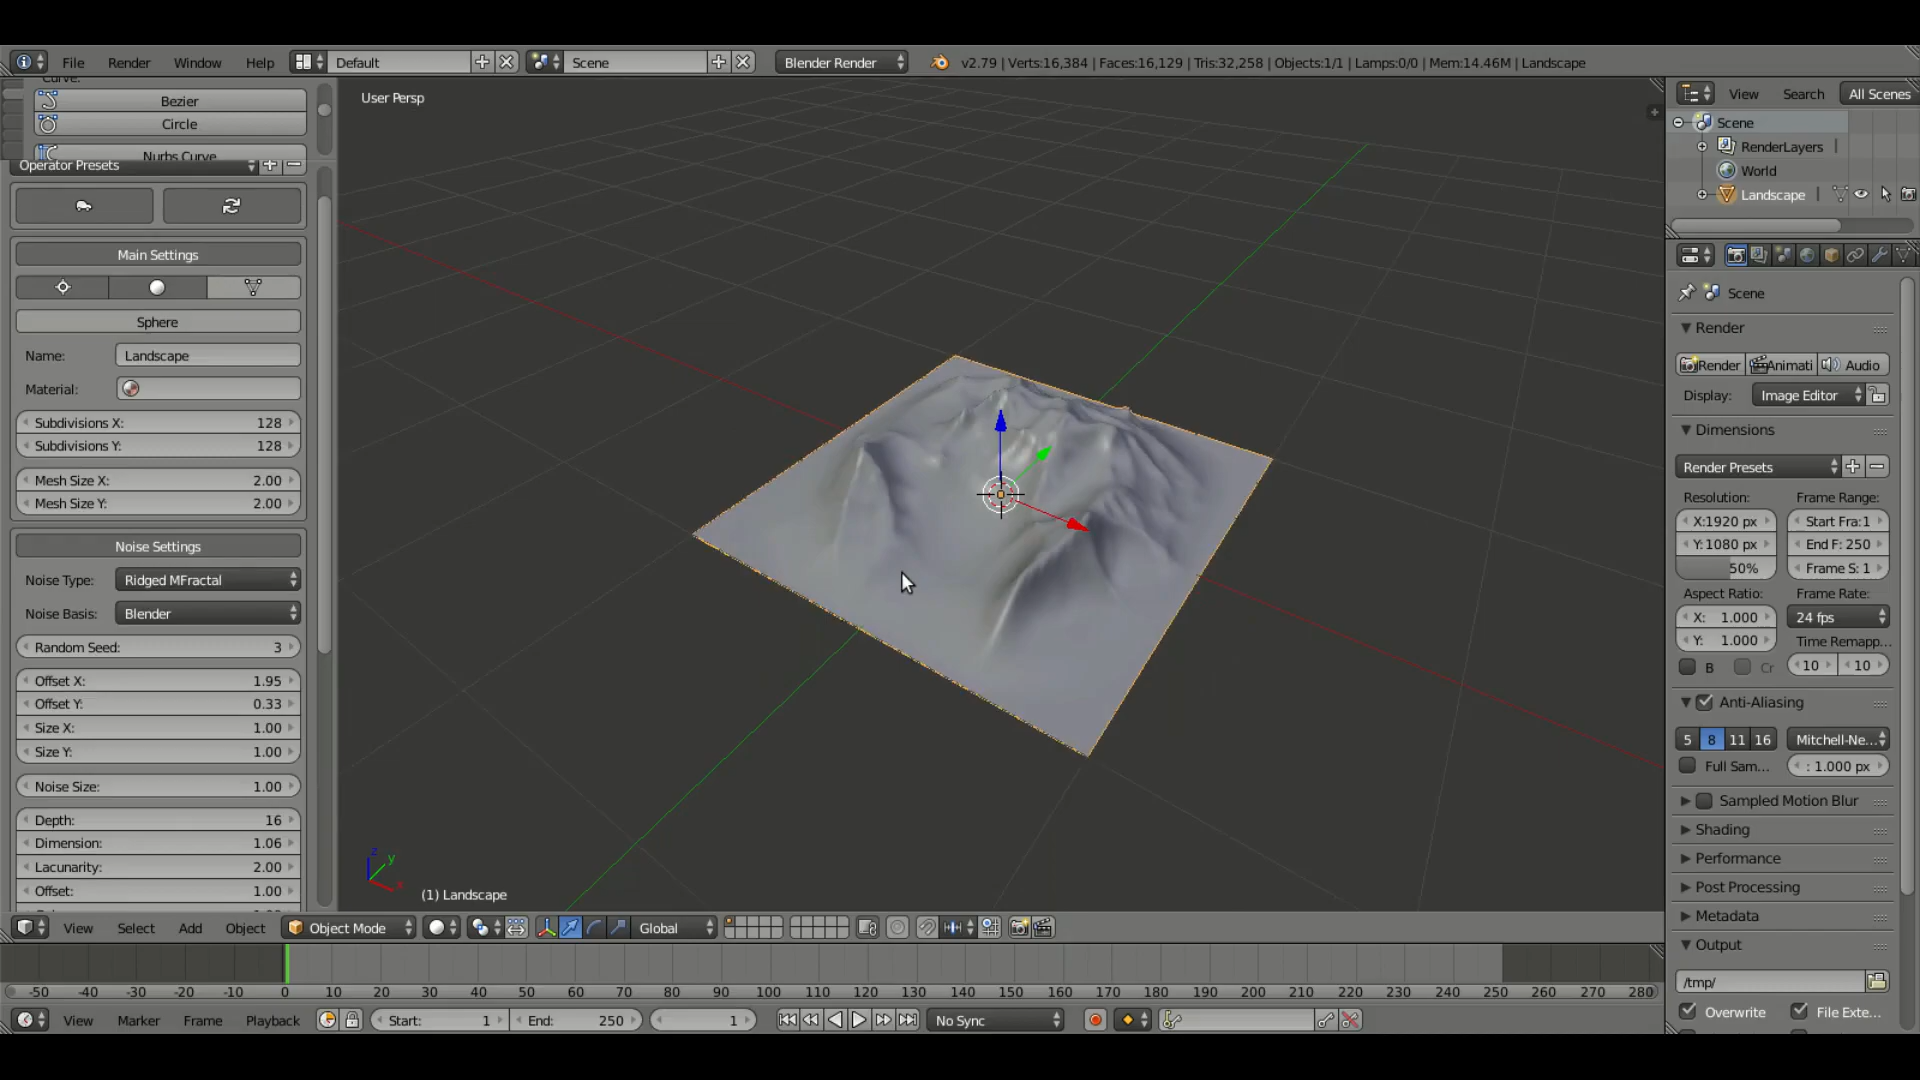 File Render Window Help Default Scene Blender Render v2.79 | Verts:16,384 | Faces:16,129 | Tris:32,258 | Objects:1/1 | Lamps:0/0 | Mem:14.46M | Landscape
Curve:
Bezier
Circle
Nurbs Curve
Operator Presets
Main Settings
Sphere
Name: Landscape
Material:
Subdivisions X: 128
Subdivisions Y: 128
Mesh Size X: 2.00
Mesh Size Y: 2.00
Noise Settings
Noise Type: Ridged MFractal
Noise Basis: Blender
Random Seed: 3
Offset X: 1.95
Offset Y: 0.33
Size X: 1.00
Size Y: 1.00
Noise Size: 1.00
Depth: 16
Dimension: 1.06
Lacunarity: 2.00
Offset: 1.00
User Persp
z
y
x
(1) Landscape
View Search All Scenes
Scene
RenderLayers
World
Landscape
Scene
Render
Render Animati Audio
Display: Image Editor
Dimensions
Render Presets
Resolution: Frame Range:
X:1920 px Start Fra:1
Y:1080 px End F: 250
50% Frame S: 1
Aspect Ratio: Frame Rate:
X: 1.000 24 fps
Y: 1.000 Time Remapp...
B Cr 10 10
Anti-Aliasing
5 8 11 16 Mitchell-Ne...
Full Sam... : 1.000 px
Sampled Motion Blur
Shading
Performance
Post Processing
Metadata
Output
/tmp/
Overwrite File Exte...
View Select Add Object Object Mode Global
-50 -40 -30 -20 -10 0 10 20 30 40 50 60 70 80 90 100 110 120 130 140 150 160 170 180 190 200 210 220 230 240 250 260 270 280
View Marker Frame Playback Start: 1 End: 250 1 No Sync